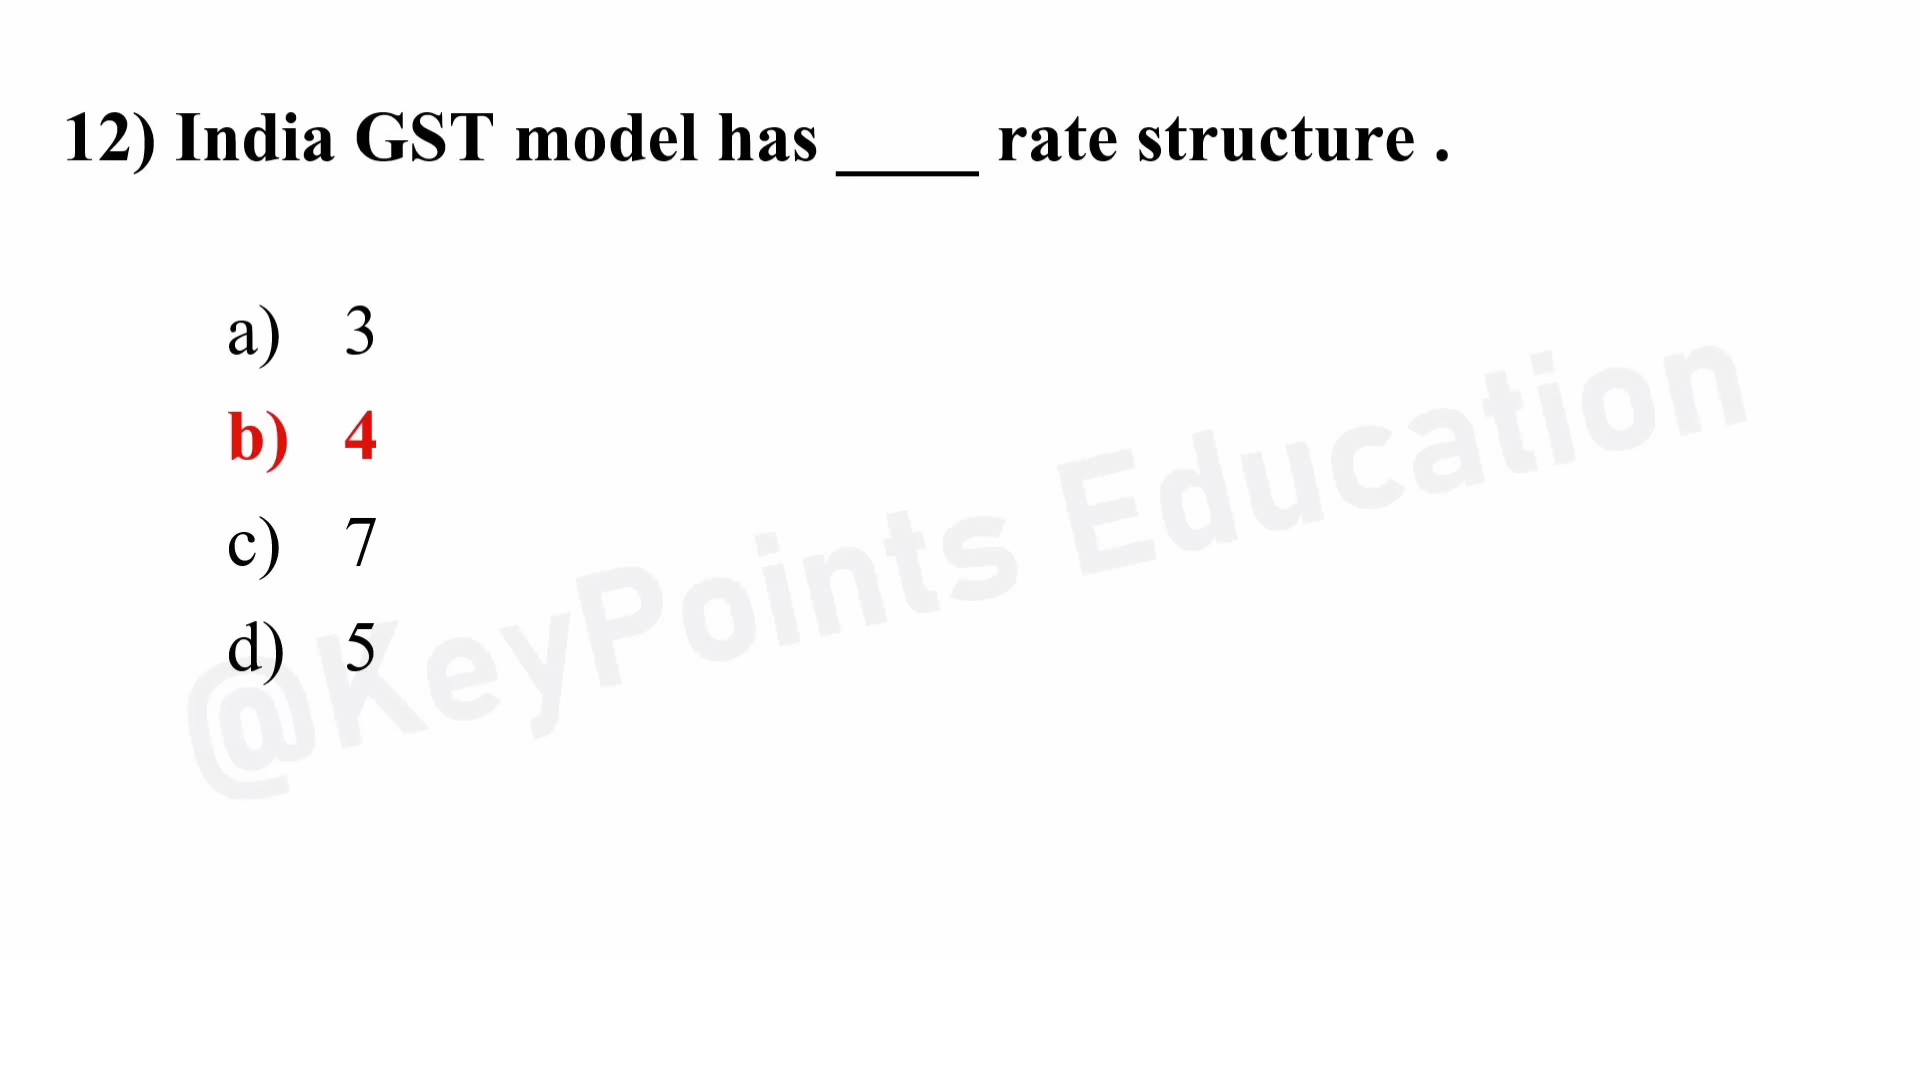 12) India GST model has ____ rate structure .
a) 3
b) 4
c) 7
d) 5
@KeyPoints Education